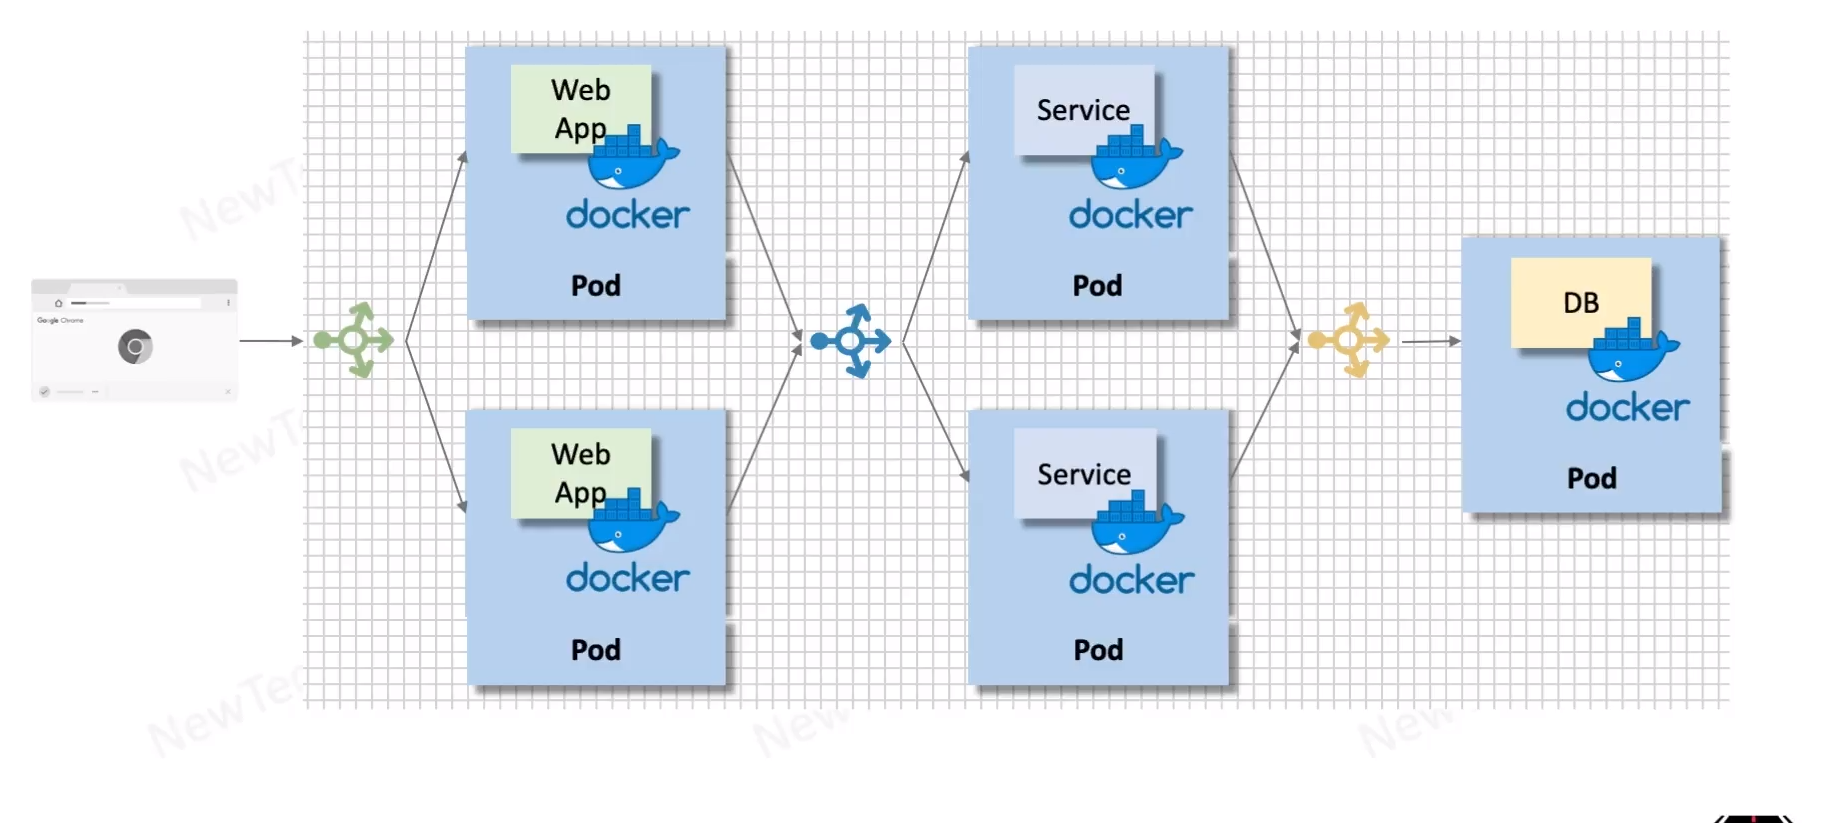 Web
App
docker
Pod
Service
docker
Pod
Google Chrome
DB
docker
Pod
Web
App
docker
Pod
Service
docker
Pod
NewT
NewT
NewTe
New
New